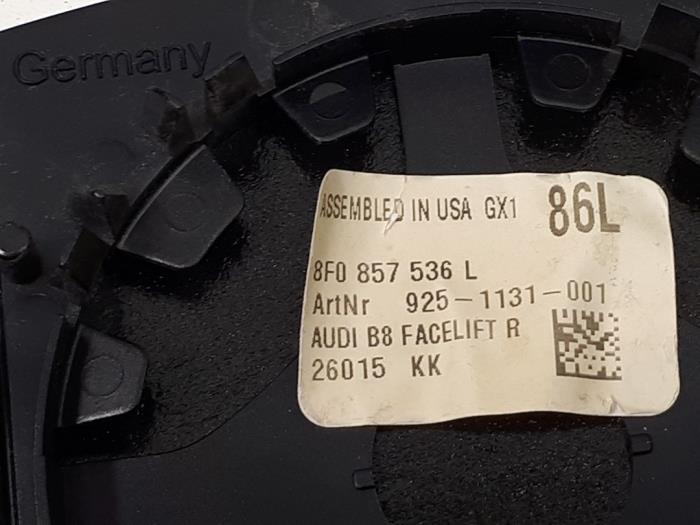 Germany
ASSEMBLED IN USA GX1 86L
8F0 857 536 L
ArtNr 925-1131-001
AUDI B8 FACELIFT R
26015 KK